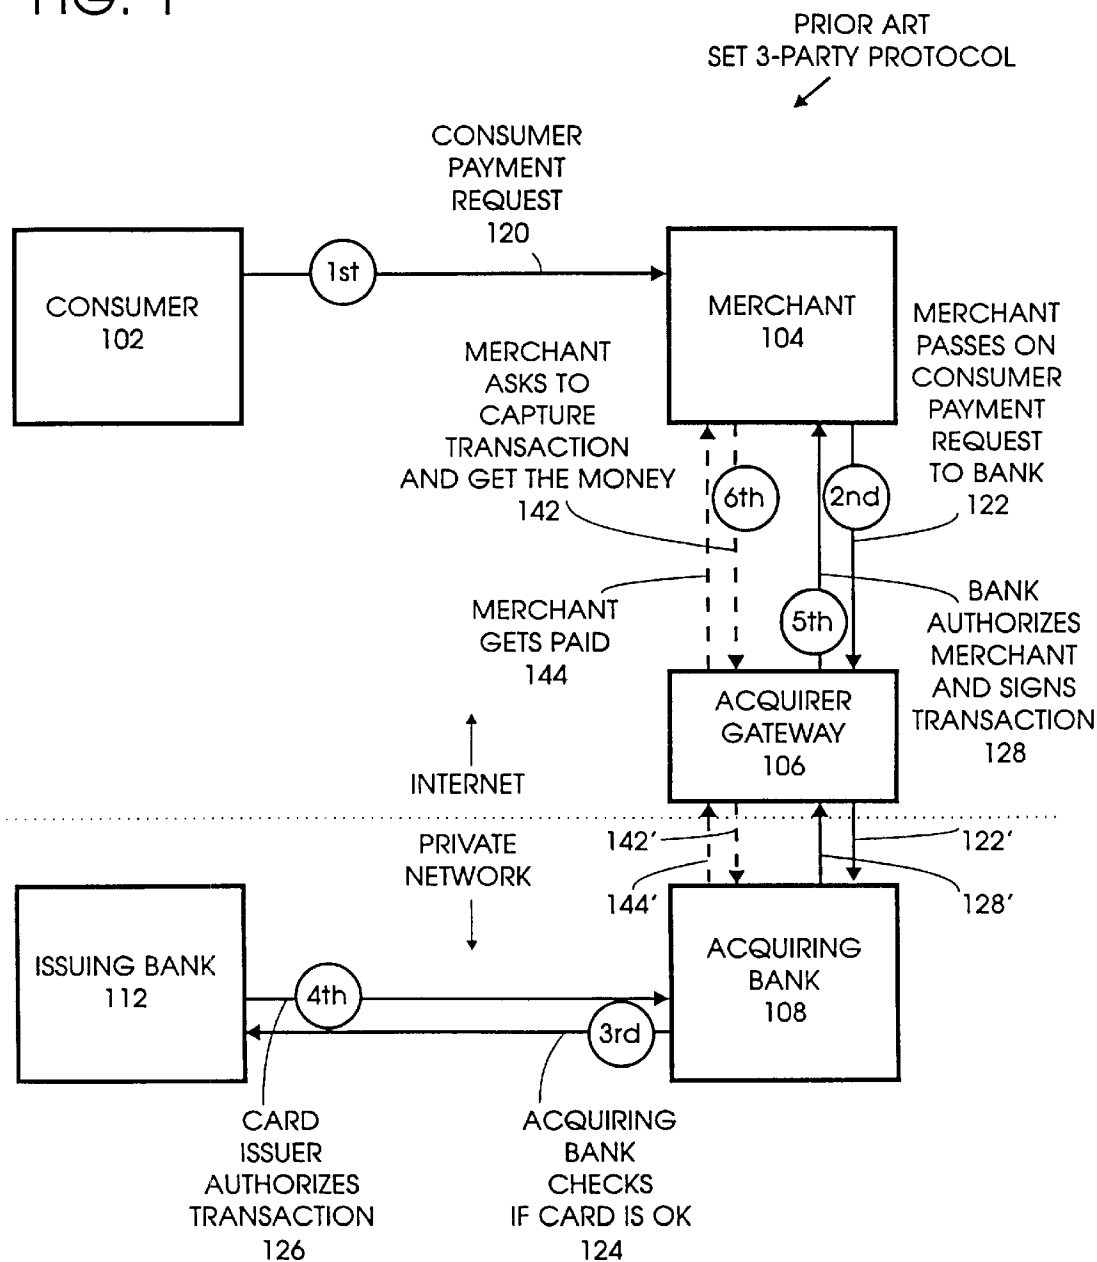 FIG. 1
PRIOR ART
SET 3-PARTY PROTOCOL
CONSUMER
PAYMENT
REQUEST
120
1st
CONSUMER
102
MERCHANT
104
MERCHANT
PASSES ON
CONSUMER
PAYMENT
REQUEST
TO BANK
122
MERCHANT
ASKS TO
CAPTURE
TRANSACTION
AND GET THE MONEY
142
6th
2nd
MERCHANT
GETS PAID
144
5th
BANK
AUTHORIZES
MERCHANT
AND SIGNS
TRANSACTION
128
ACQUIRER
GATEWAY
106
INTERNET
PRIVATE
NETWORK
142'
144'
122'
128'
ISSUING BANK
112
4th
3rd
ACQUIRING
BANK
108
CARD
ISSUER
AUTHORIZES
TRANSACTION
126
ACQUIRING
BANK
CHECKS
IF CARD IS OK
124